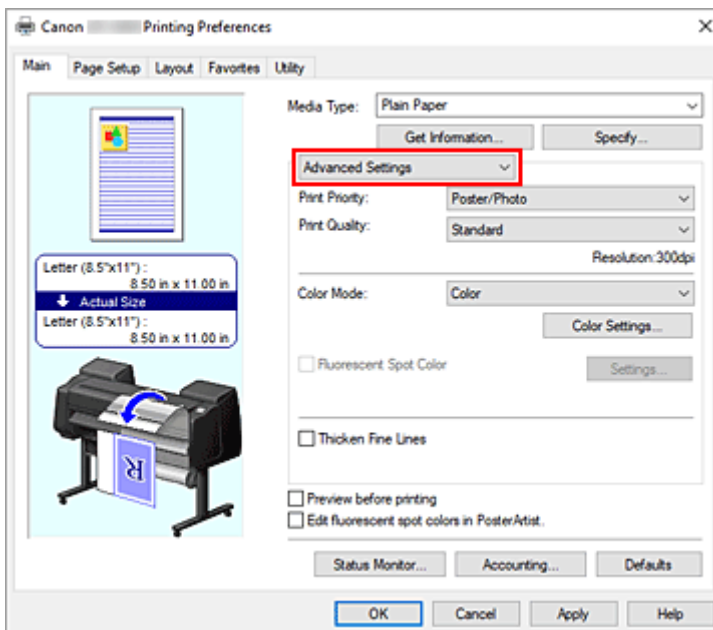 Canon Printing Preferences
Main Page Setup Layout Favorites Utility
Media Type: Plain Paper
Get Information... Specify...
Advanced Settings
Print Priority: Poster/Photo
Print Quality: Standard
Resolution:300dpi
Letter (8.5"x11") :
8.50 in x 11.00 in
Actual Size
Letter (8.5"x11") :
8.50 in x 11.00 in
Color Mode: Color
Color Settings...
Fluorescent Spot Color Settings...
Thicken Fine Lines
R
Preview before printing
Edit fluorescent spot colors in PosterArtist.
Status Monitor... Accounting... Defaults
OK Cancel Apply Help